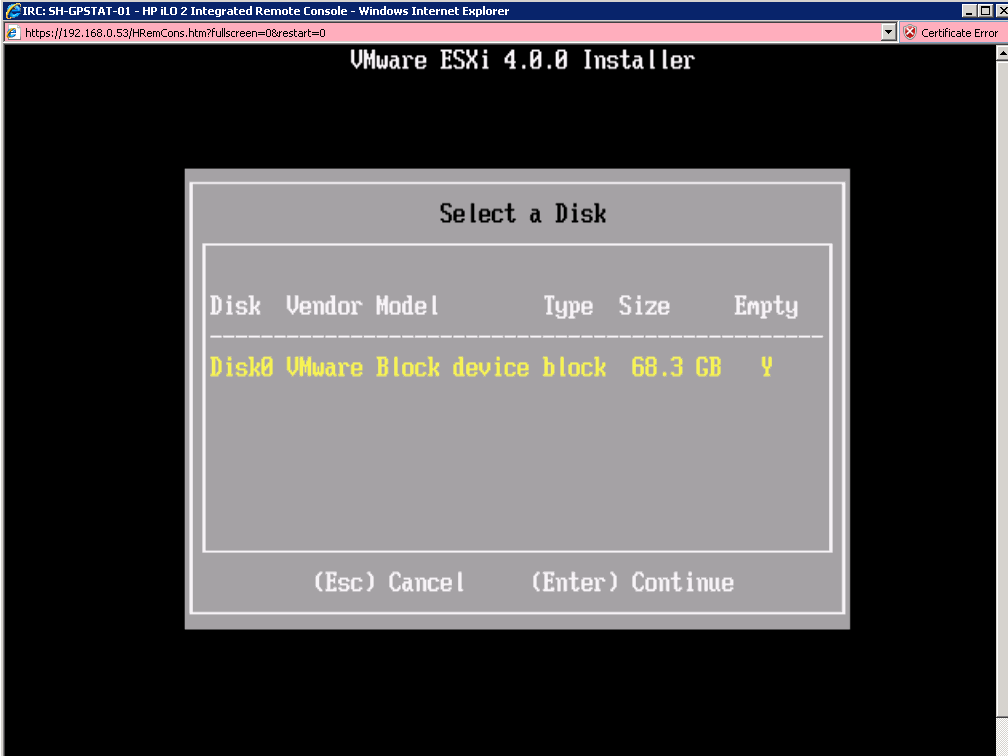 IRC: SH-GPSTAT-01 - HP iLO 2 Integrated Remote Console - Windows Internet Explorer
https://192.168.0.53/HRemCons.htm?fullscreen=0&restart=0 Certificate Error
VMware ESXi 4.0.0 Installer
Select a Disk
Disk Vendor Model Type Size Empty
-------------------------------------------------
Disk0 VMware Block device block 68.3 GB Y
(Esc) Cancel (Enter) Continue